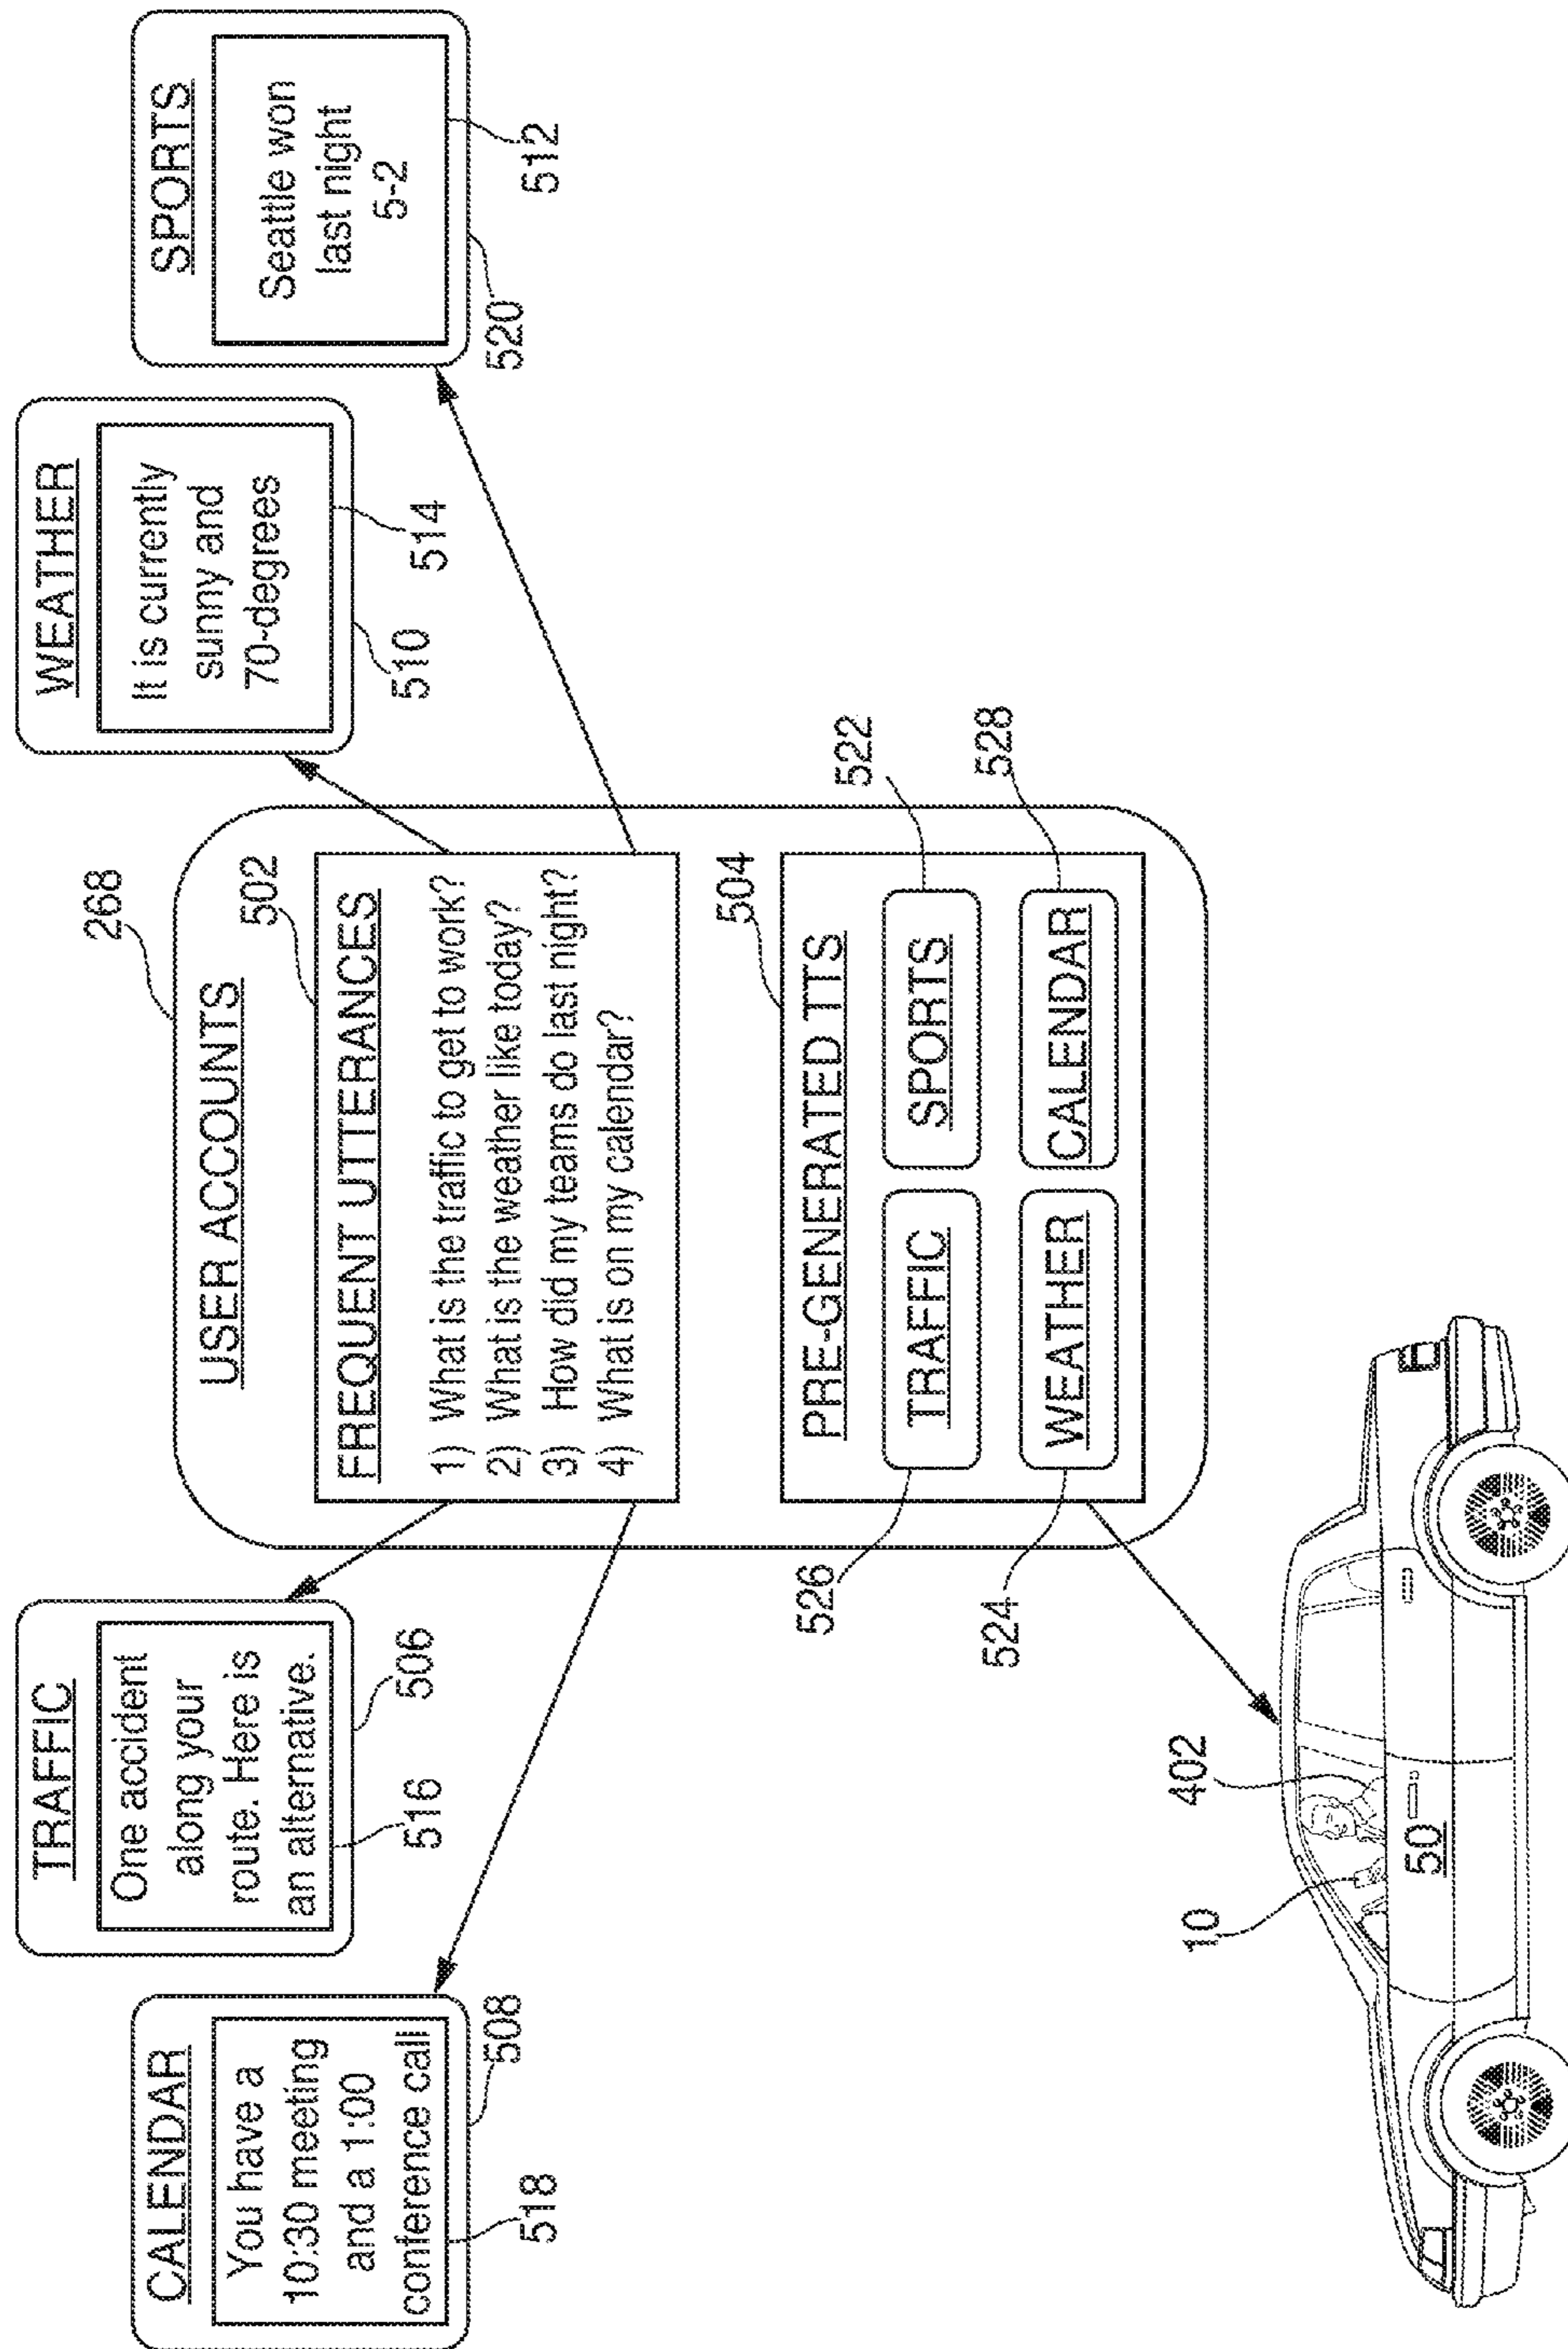 TRAFFIC
One accident
along your
route. Here is
an alternative.
516
506
WEATHER
It is currently
sunny and
70-degrees
510
514
CALENDAR
You have a
10:30 meeting
and a 1:00
conference call
518
508
SPORTS
Seattle won
last night
5-2
520
512
268
USER ACCOUNTS
502
FREQUENT UTTERANCES
1) What is the traffic to get to work?
2) What is the weather like today?
3) How did my teams do last night?
4) What is on my calendar?
504
PRE-GENERATED TTS
TRAFFIC
SPORTS
WEATHER
CALENDAR
526
522
524
528
10
402
50